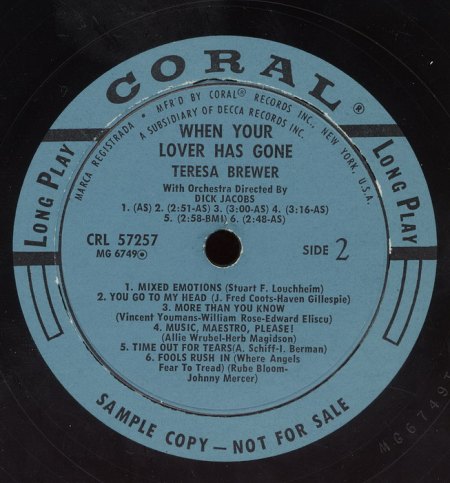 CORAL®
MARCA REGISTRADA • MFR'D BY CORAL® RECORDS INC., NEW YORK, U.S.A.
A SUBSIDIARY OF DECCA RECORDS INC.
LONG PLAY
LONG PLAY
WHEN YOUR
LOVER HAS GONE
TERESA BREWER
With Orchestra Directed By
DICK JACOBS
1. (AS) 2. (2:51-AS) 3. (3:00-AS) 4. (3:16-AS)
5. (2:58-BMI) 6. (2:48-AS)
CRL 57257
MG 6749
SIDE 2
1. MIXED EMOTIONS (Stuart F. Louchheim)
2. YOU GO TO MY HEAD (J. Fred Coots-Haven Gillespie)
3. MORE THAN YOU KNOW
(Vincent Youmans-William Rose-Edward Eliscu)
4. MUSIC, MAESTRO, PLEASE!
(Allie Wrubel-Herb Magidson)
5. TIME OUT FOR TEARS(A. Schiff-I. Berman)
6. FOOLS RUSH IN (Where Angels
Fear To Tread) (Rube Bloom-
Johnny Mercer)
SAMPLE COPY — NOT FOR SALE